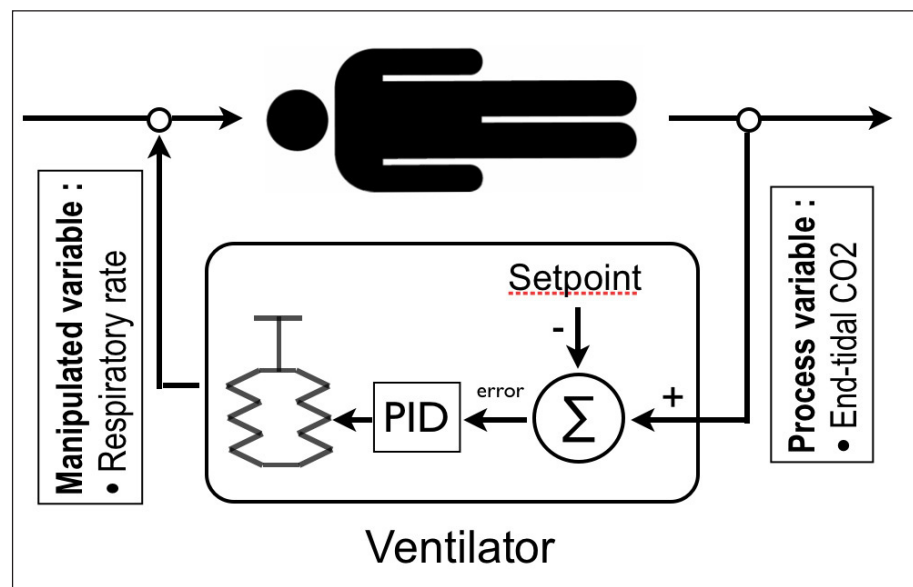 Manipulated variable :
• Respiratory rate
Setpoint
-
+
error
PID
Σ
Process variable :
• End-tidal CO2
Ventilator